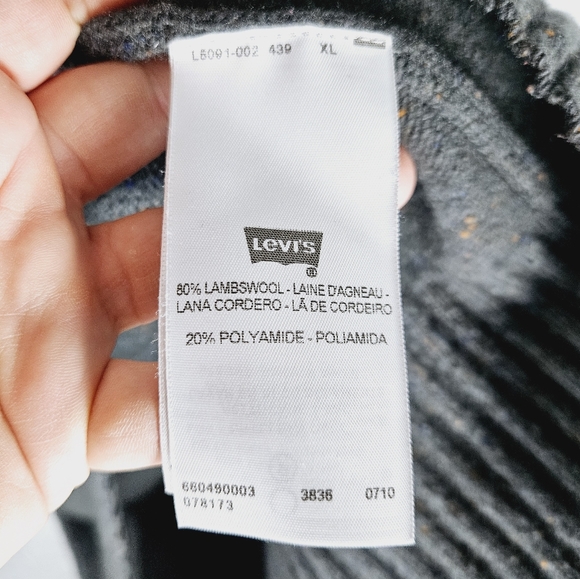 L5091-002 439 XL
LEVI'S
®
80% LAMBSWOOL - LAINE D'AGNEAU -
LANA CORDERO - LÃ DE CORDEIRO
20% POLYAMIDE - POLIAMIDA
660490003 3836 0710
078173